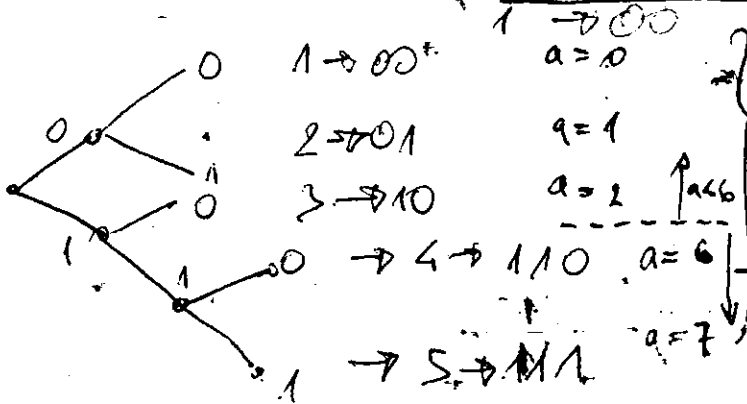 1 → 00
0 1 → 00 a = 0
0 2 → 01 a = 1
1
0 3 → 10 a = 2 a<6
1
1 0 → 4 → 110 a = 6
1 → 5 → 111 a = 7